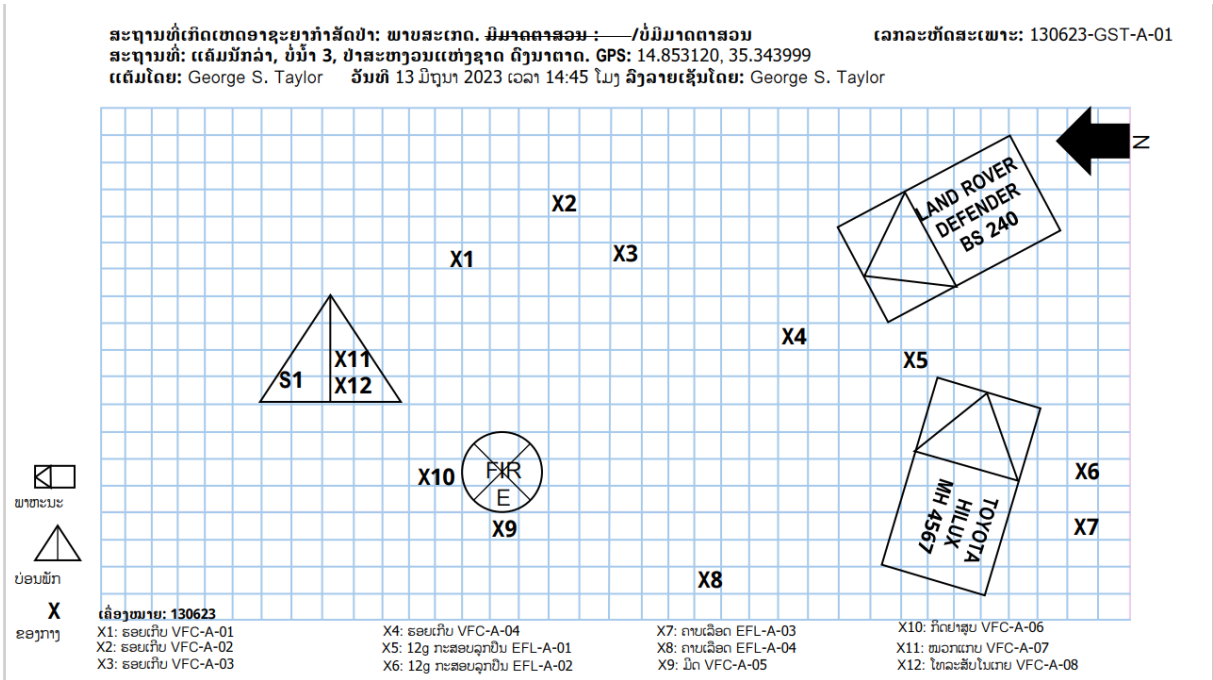 ສະຖານທີ່ເກີດເຫດອາຊະຍາກຳສັດປ່າ: ພາບສະເກດ. ມີມາດຕາສວນ : /ບໍ່ມີມາດຕາສວນ ເລກລະຫັດສະເພາະ: 130623-GST-A-01
ສະຖານທີ່: ແຄ້ມນັກລ່າ, ບໍ່ນ້ຳ 3, ປ່າສະຫງວນແຫ່ງຊາດ ດົງນາຕາດ. GPS: 14.853120, 35.343999
ແຕ້ມໂດຍ: George S. Taylor ວັນທີ 13 ມິຖຸນາ 2023 ເວລາ 14:45 ໂມງ ລົງລາຍເຊັນໂດຍ: George S. Taylor
N
LAND ROVER
DEFENDER
BS 240
X2
X1
X3
X4
X5
S1
X11
X12
X10
FIR
E
X9
X6
X7
TOYOTA
HILUX
MH 4567
X8
ພາຫະນະ
ບ່ອນພັກ
X
ຂອງກາງ
ເຄື່ອງໝາຍ: 130623
X1: ຮອຍເກີບ VFC-A-01
X2: ຮອຍເກີບ VFC-A-02
X3: ຮອຍເກີບ VFC-A-03
X4: ຮອຍເກີບ VFC-A-04
X5: 12g ກະສອບລູກປືນ EFL-A-01
X6: 12g ກະສອບລູກປືນ EFL-A-02
X7: ຄາບເລືອດ EFL-A-03
X8: ຄາບເລືອດ EFL-A-04
X9: ມີດ VFC-A-05
X10: ກົດຢາສູບ VFC-A-06
X11: ໝວກແກບ VFC-A-07
X12: ໂທລະສັບໂນເກຍ VFC-A-08